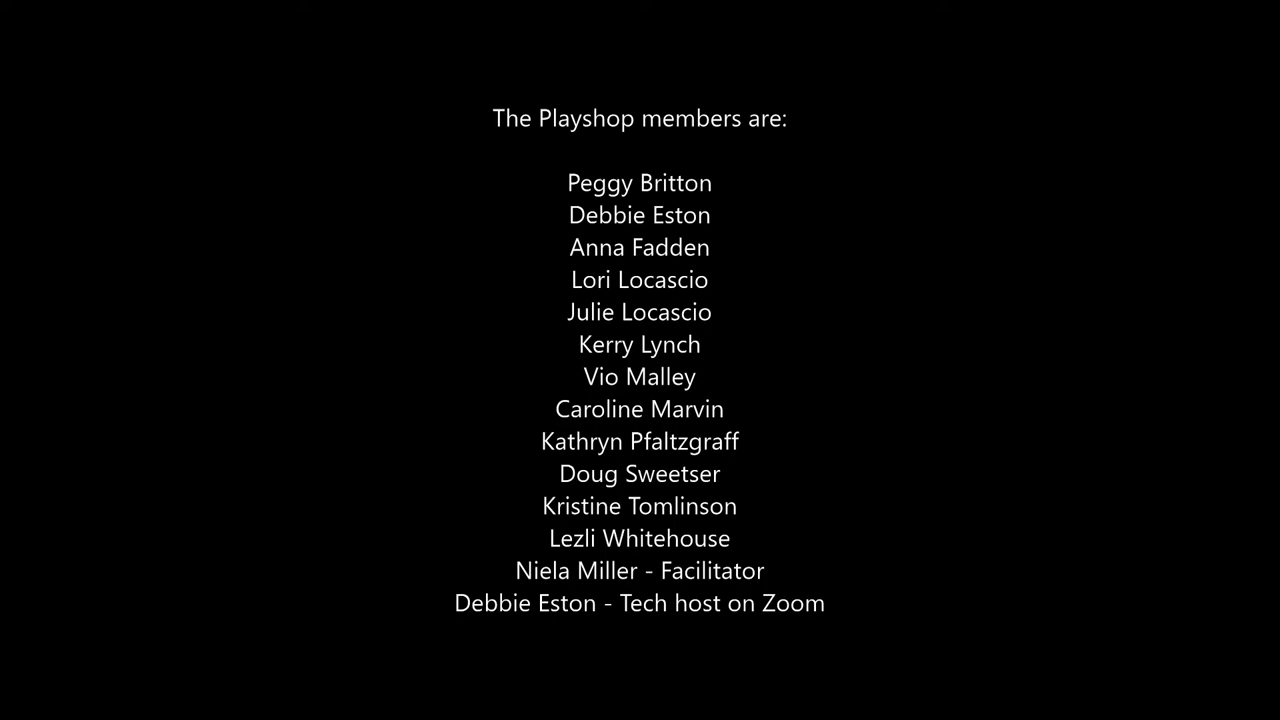 The Playshop members are:
Peggy Britton
Debbie Eston
Anna Fadden
Lori Locascio
Julie Locascio
Kerry Lynch
Vio Malley
Caroline Marvin
Kathryn Pfaltzgraff
Doug Sweetser
Kristine Tomlinson
Lezli Whitehouse
Niela Miller - Facilitator
Debbie Eston - Tech host on Zoom